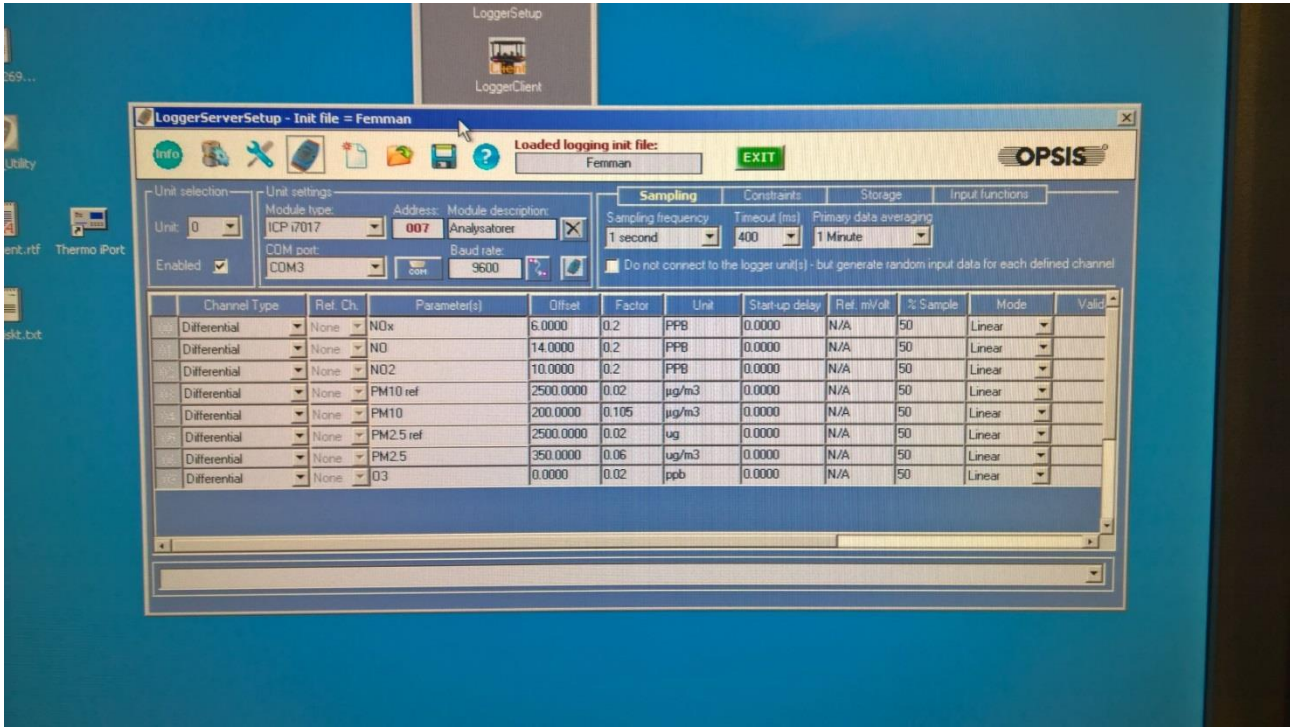 LoggerSetup
LoggerClient
269...
Utility
ent.rtf
Thermo iPort
skt.txt
LoggerServerSetup - Init file = Femman
Info
Loaded logging init file:
Femman
EXIT
OPSIS
Unit selection
Unit: 0
Enabled
Unit settings
Module type: Address: Module description:
ICP i7017 007 Analysatorer
COM port: Baud rate:
COM3 COM 9600
Sampling Constraints Storage Input functions
Sampling frequency Timeout (ms) Primary data averaging
1 second 400 1 Minute
Do not connect to the logger unit(s) - but generate random input data for each defined channel
Channel Type Ref. Ch. Parameter(s) Offset Factor Unit Start-up delay Ref. mVolt % Sample Mode Valid
Differential None NOx 6.0000 0.2 PPB 0.0000 N/A 50 Linear
Differential None NO 14.0000 0.2 PPB 0.0000 N/A 50 Linear
Differential None NO2 10.0000 0.2 PPB 0.0000 N/A 50 Linear
Differential None PM10 ref 2500.0000 0.02 µg/m3 0.0000 N/A 50 Linear
Differential None PM10 200.0000 0.105 µg/m3 0.0000 N/A 50 Linear
Differential None PM2.5 ref 2500.0000 0.02 ug 0.0000 N/A 50 Linear
Differential None PM2.5 350.0000 0.06 ug/m3 0.0000 N/A 50 Linear
Differential None O3 0.0000 0.02 ppb 0.0000 N/A 50 Linear